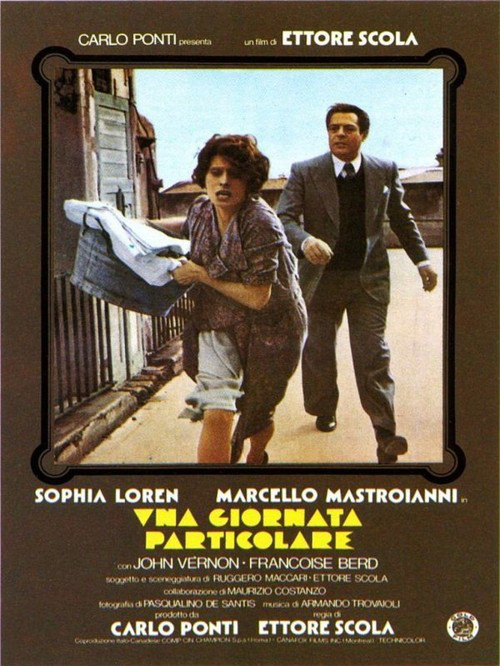 CARLO PONTI presenta un film di ETTORE SCOLA
SOPHIA LOREN MARCELLO MASTROIANNI in
VNA GIORNATA
PARTICOLARE
con JOHN VERNON · FRANCOISE BERD
soggetto e sceneggiatura di RUGGERO MACCARI · ETTORE SCOLA
collaborazione di MAURIZIO COSTANZO
fotografia di PASQUALINO DE SANTIS musica di ARMANDO TROVAIOLI
prodotto da regia di
CARLO PONTI ETTORE SCOLA
Coproduzione Italo-Canadese COMP. CIN. CHAMPION S.p.a. (Roma) - CANAFOX FILMS INC (Montreal) TECHNICOLOR